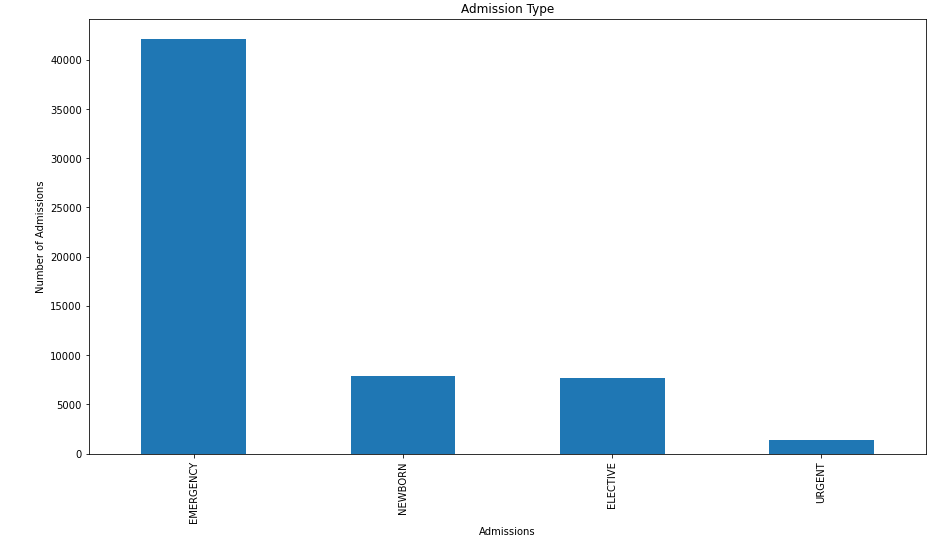 Admission Type
Number of Admissions
40000
35000
30000
25000
20000
15000
10000
5000
0
EMERGENCY
NEWBORN
ELECTIVE
URGENT
Admissions